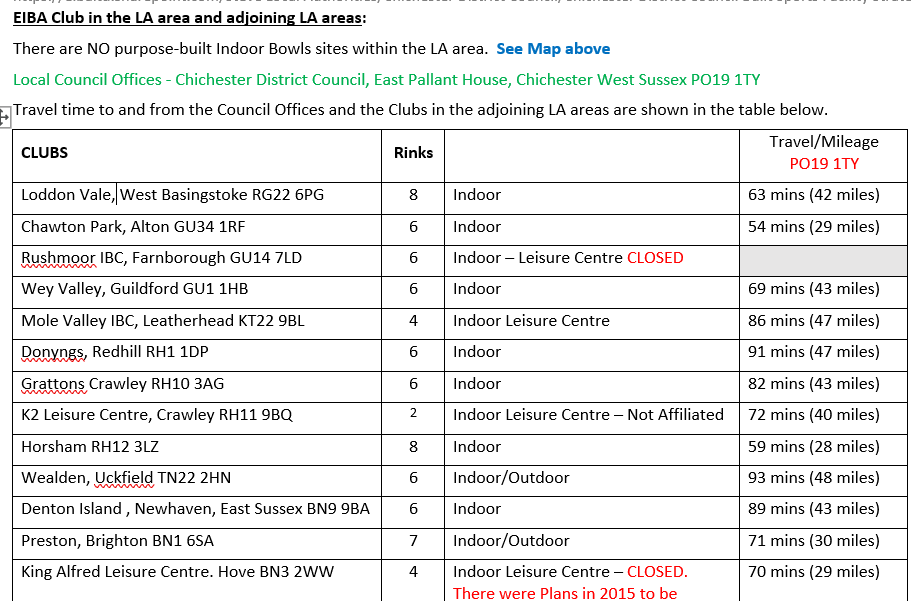 EIBA Club in the LA area and adjoining LA areas:
There are NO purpose-built Indoor Bowls sites within the LA area. See Map above
Local Council Offices - Chichester District Council, East Pallant House, Chichester West Sussex PO19 1TY
Travel time to and from the Council Offices and the Clubs in the adjoining LA areas are shown in the table below.
CLUBS Rinks Travel/Mileage
PO19 1TY
Loddon Vale, West Basingstoke RG22 6PG 8 Indoor 63 mins (42 miles)
Chawton Park, Alton GU34 1RF 6 Indoor 54 mins (29 miles)
Rushmoor IBC, Farnborough GU14 7LD 6 Indoor – Leisure Centre CLOSED
Wey Valley, Guildford GU1 1HB 6 Indoor 69 mins (43 miles)
Mole Valley IBC, Leatherhead KT22 9BL 4 Indoor Leisure Centre 86 mins (47 miles)
Donyngs, Redhill RH1 1DP 6 Indoor 91 mins (47 miles)
Grattons Crawley RH10 3AG 6 Indoor 82 mins (43 miles)
K2 Leisure Centre, Crawley RH11 9BQ 2 Indoor Leisure Centre – Not Affiliated 72 mins (40 miles)
Horsham RH12 3LZ 8 Indoor 59 mins (28 miles)
Wealden, Uckfield TN22 2HN 6 Indoor/Outdoor 93 mins (48 miles)
Denton Island , Newhaven, East Sussex BN9 9BA 6 Indoor 89 mins (43 miles)
Preston, Brighton BN1 6SA 7 Indoor/Outdoor 71 mins (30 miles)
King Alfred Leisure Centre. Hove BN3 2WW 4 Indoor Leisure Centre – CLOSED. 70 mins (29 miles)
There were Plans in 2015 to be